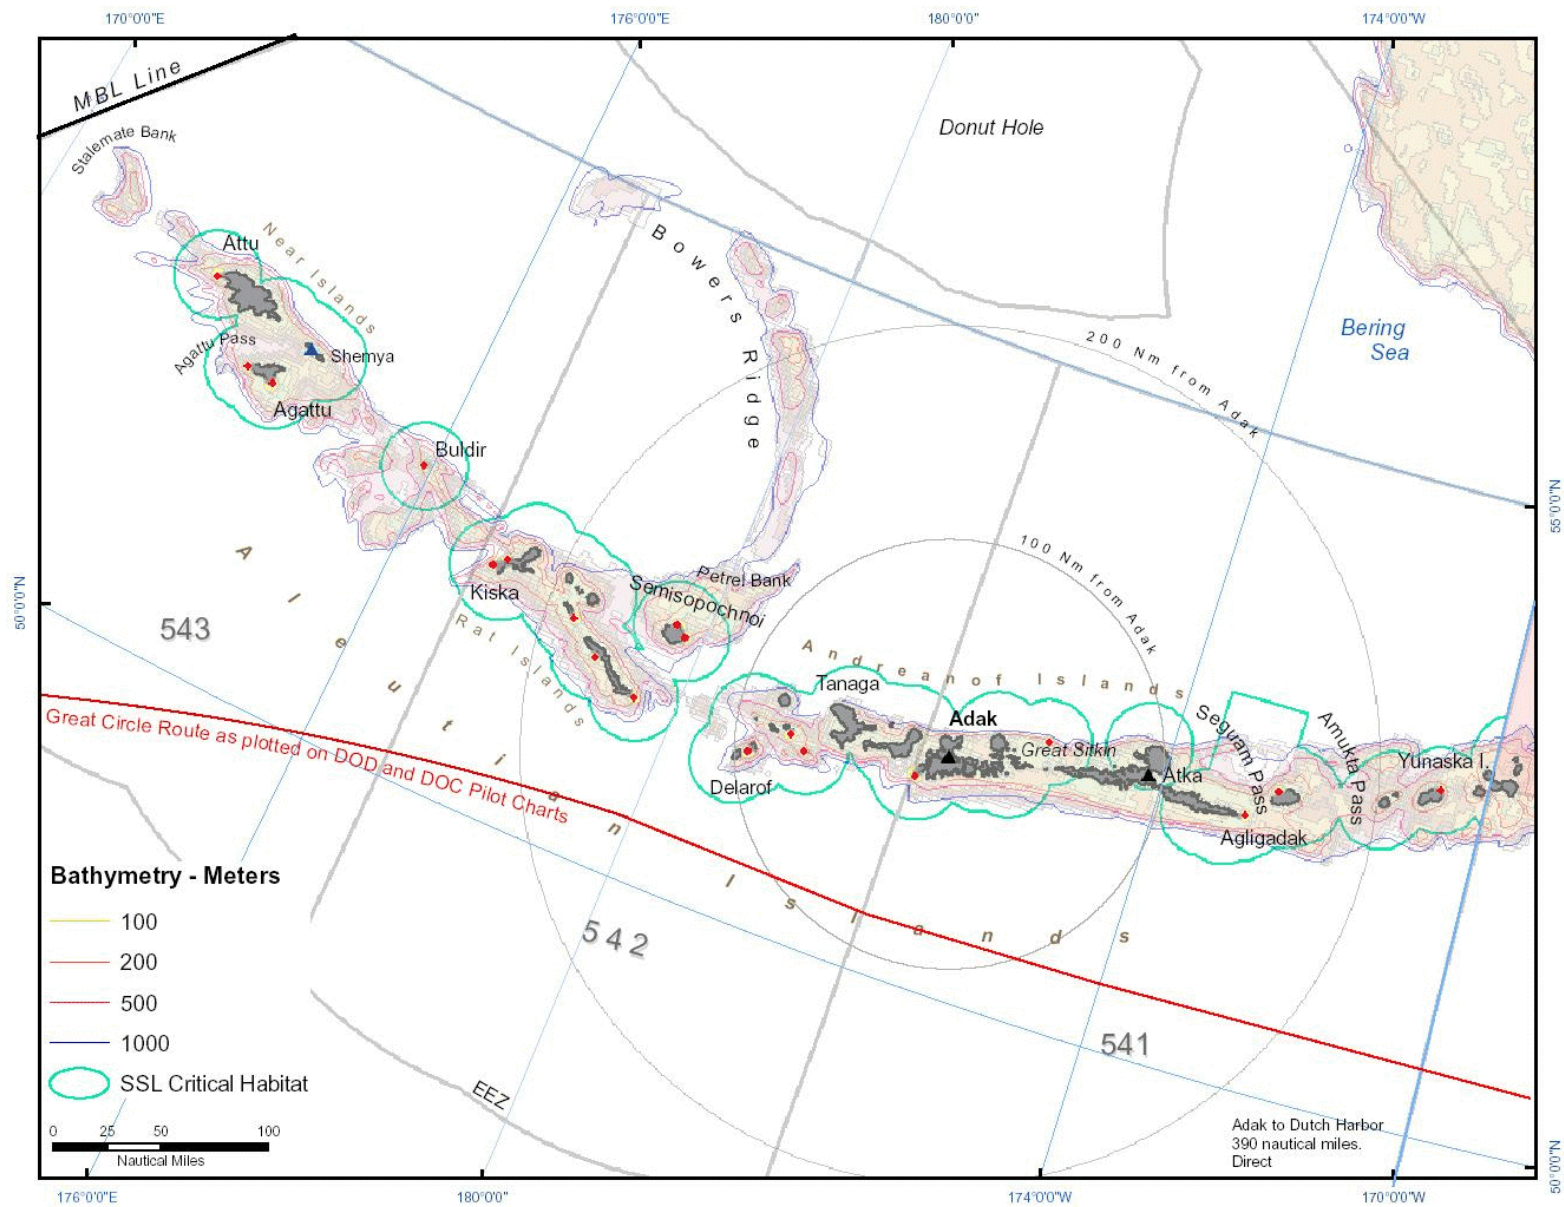 170°0'0"E
176°0'0"E
180°0'0"
174°0'0"W
MBL Line
Stalemate Bank
Donut Hole
Near Islands
Attu
Bowers Ridge
Bering
Sea
200 Nm from Adak
Agattu Pass
Shemya
Agattu
Buldir
55°0'0"N
100 Nm from Adak
Petrel Bank
Semisopochnoi
Kiska
50°0'0"N
543
Rat Islands
Andreanof Islands
Tanaga
Adak
Great Sitkin
Seguam Pass
Amukta Pass
Yunaska I.
Atka
Delarof
Agligadak
Great Circle Route as plotted on DOD and DOC Pilot Charts
Aleutian Islands
542
541
EEZ
Bathymetry - Meters
100
200
500
1000
SSL Critical Habitat
0 25 50 100
Nautical Miles
Adak to Dutch Harbor
390 nautical miles.
Direct
50°0'0"N
176°0'0"E
180°0'0"
174°0'0"W
170°0'0"W